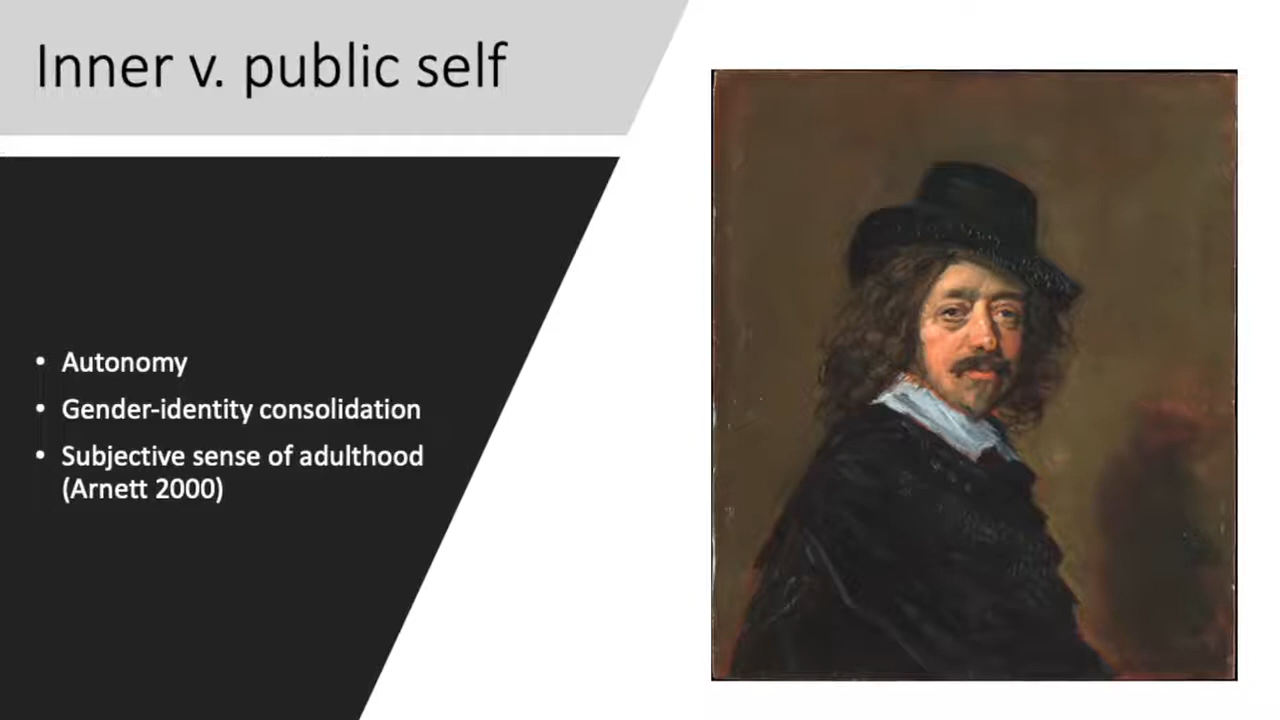 Inner v. public self
• Autonomy
• Gender-identity consolidation
• Subjective sense of adulthood
(Arnett 2000)